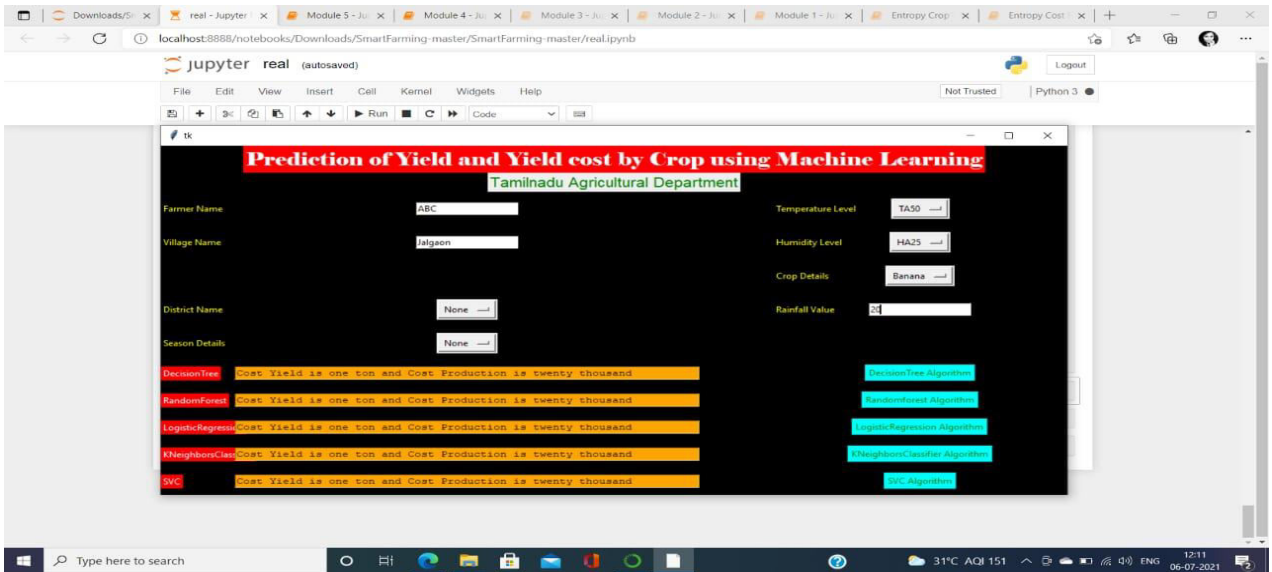 Downloads/S
real - Jupyter
Module 5 - Ju
Module 4 - Ju
Module 3 - Ju
Module 2 - Ju
Module 1 - Ju
Entropy Crop
Entropy Cost
localhost:8888/notebooks/Downloads/SmartFarming-master/SmartFarming-master/real.ipynb
jupyter real (autosaved)
Logout
File Edit View Insert Cell Kernel Widgets Help
Not Trusted
Python 3
Run
Code
tk
Prediction of Yield and Yield cost by Crop using Machine Learning
Tamilnadu Agricultural Department
Farmer Name ABC Temperature Level TA50
Village Name Jalgaon Humidity Level HA25
Crop Details Banana
District Name None Rainfall Value 20
Season Details None
DecisionTree Cost Yield is one ton and Cost Production is twenty thousand DecisionTree Algorithm
RandomForest Cost Yield is one ton and Cost Production is twenty thousand Randomforest Algorithm
LogisticRegressi Cost Yield is one ton and Cost Production is twenty thousand LogisticRegression Algorithm
KNeighborsClass Cost Yield is one ton and Cost Production is twenty thousand KNeighborsClassifier Algorithm
SVC Cost Yield is one ton and Cost Production is twenty thousand SVC Algorithm
Type here to search
31°C AQI 151
ENG
12:11
06-07-2021